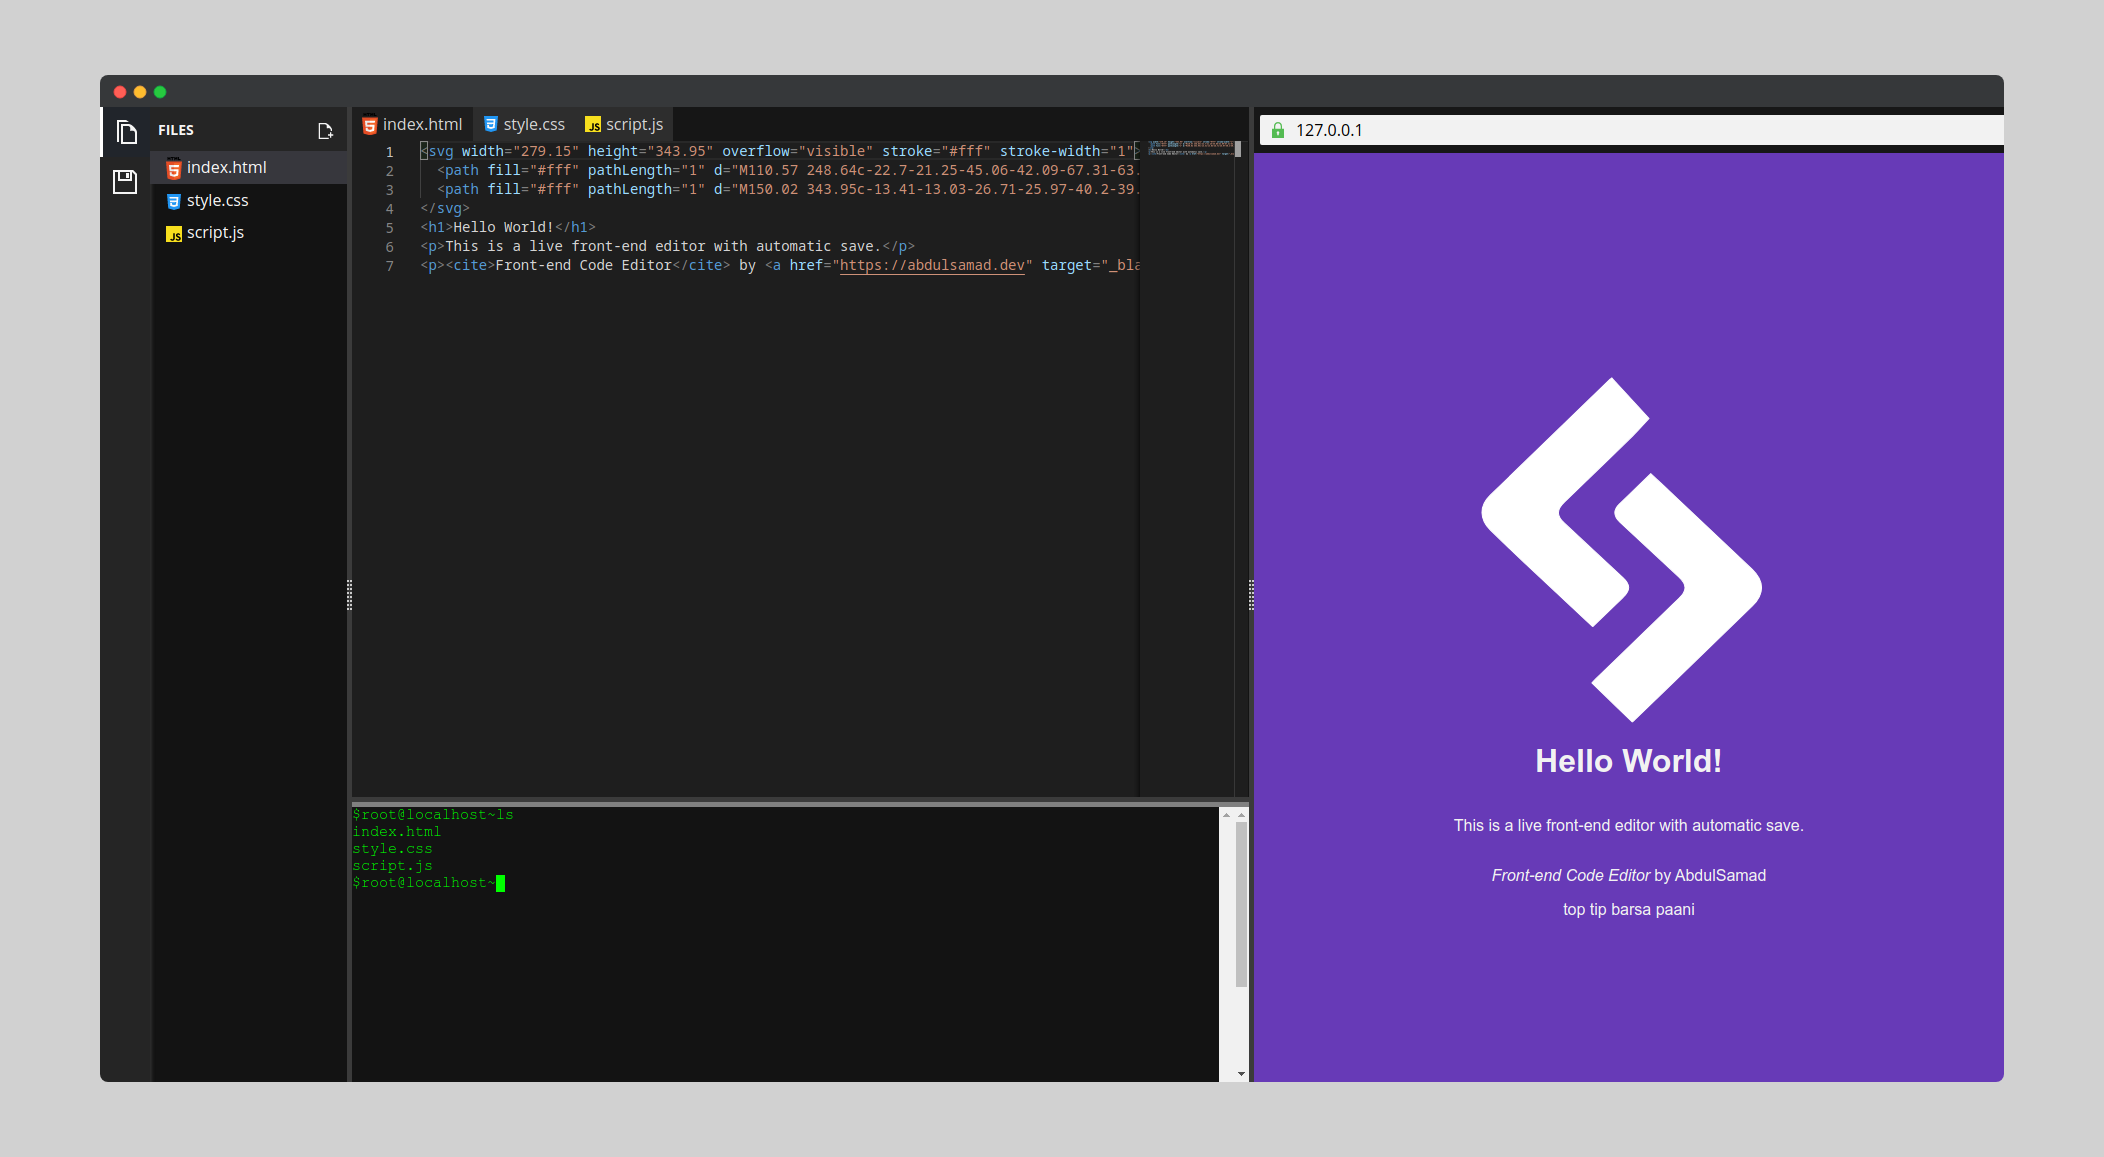 FILES
index.html
style.css
script.js
index.html
style.css
script.js
1 <svg width="279.15" height="343.95" overflow="visible" stroke="#fff" stroke-width="1">
2 <path fill="#fff" pathLength="1" d="M110.57 248.64c-22.7-21.25-45.06-42.09-67.31-63.
3 <path fill="#fff" pathLength="1" d="M150.02 343.95c-13.41-13.03-26.71-25.97-40.2-39.
4 </svg>
5 <h1>Hello World!</h1>
6 <p>This is a live front-end editor with automatic save.</p>
7 <p><cite>Front-end Code Editor</cite> by <a href="https://abdulsamad.dev" target="_bla
$root@localhost~ls
index.html
style.css
script.js
$root@localhost~
127.0.0.1
Hello World!
This is a live front-end editor with automatic save.
Front-end Code Editor by AbdulSamad
top tip barsa paani